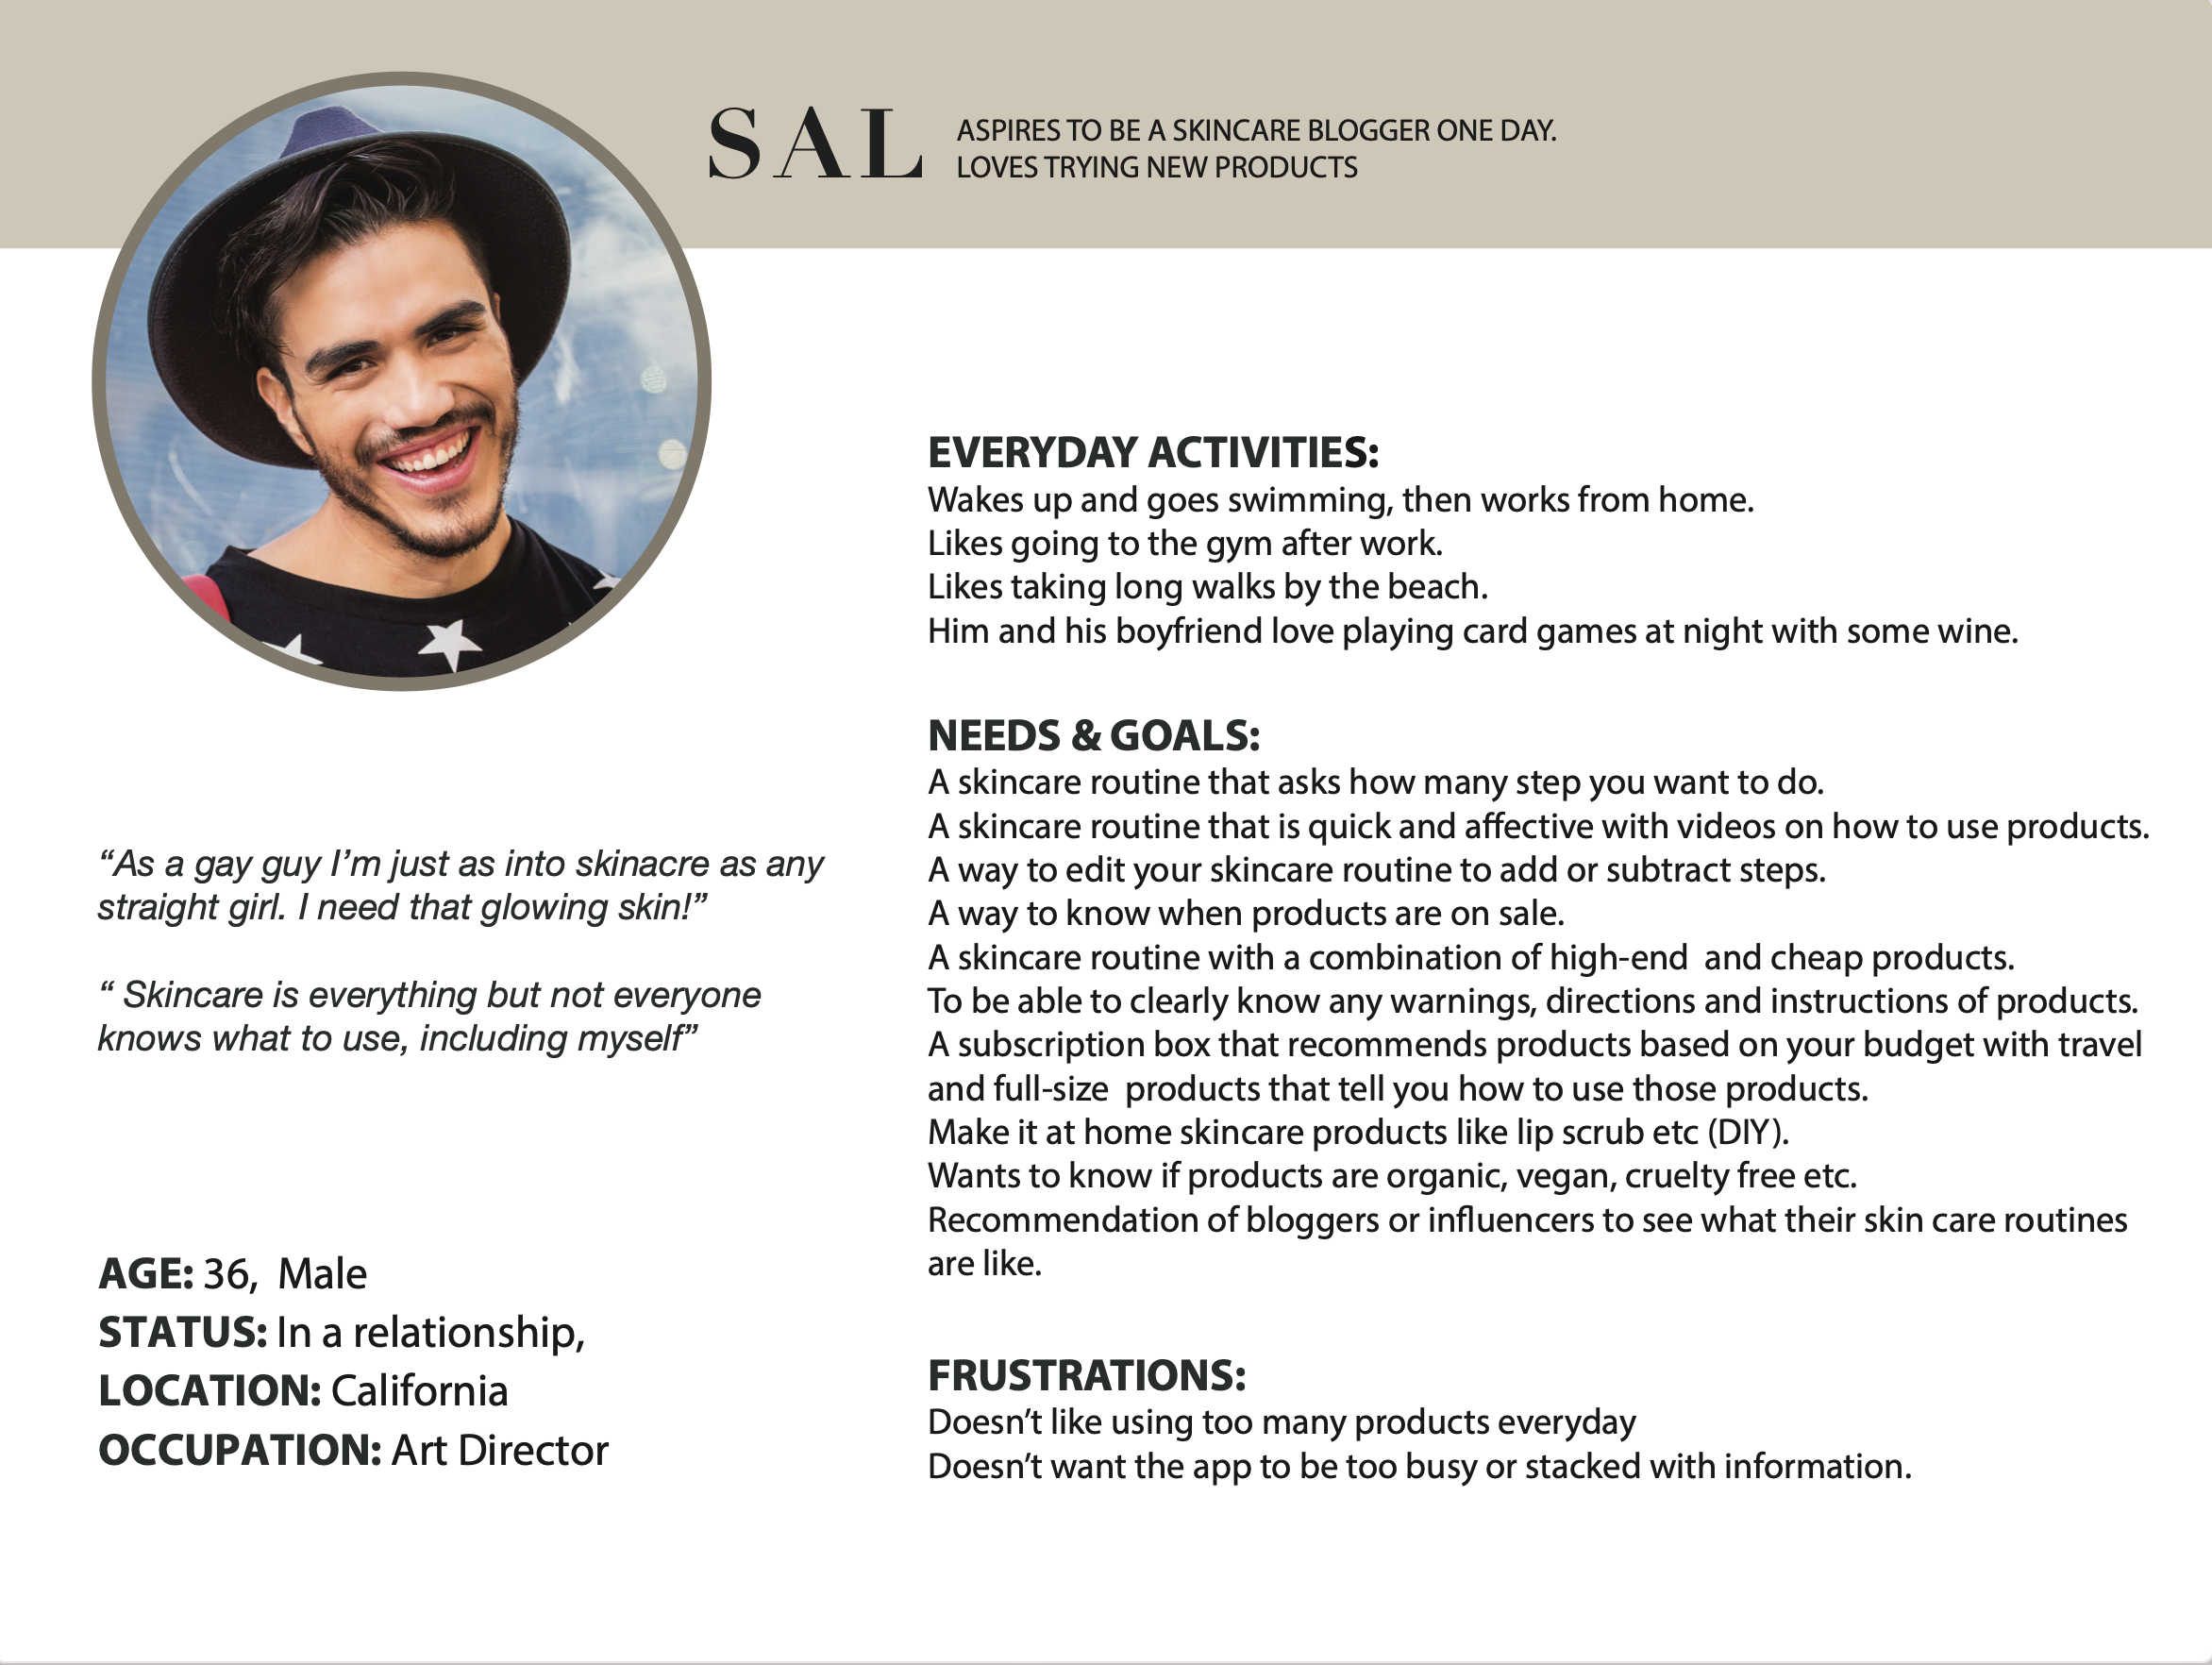 SAL
ASPIRES TO BE A SKINCARE BLOGGER ONE DAY.
LOVES TRYING NEW PRODUCTS
“As a gay guy I’m just as into skinacre as any
straight girl. I need that glowing skin!”
“ Skincare is everything but not everyone
knows what to use, including myself”
AGE: 36,  Male
STATUS: In a relationship,
LOCATION: California
OCCUPATION: Art Director
EVERYDAY ACTIVITIES:
Wakes up and goes swimming, then works from home.
Likes going to the gym after work.
Likes taking long walks by the beach.
Him and his boyfriend love playing card games at night with some wine.
NEEDS & GOALS:
A skincare routine that asks how many step you want to do.
A skincare routine that is quick and affective with videos on how to use products.
A way to edit your skincare routine to add or subtract steps.
A way to know when products are on sale.
A skincare routine with a combination of high-end  and cheap products.
To be able to clearly know any warnings, directions and instructions of products.
A subscription box that recommends products based on your budget with travel
and full-size  products that tell you how to use those products.
Make it at home skincare products like lip scrub etc (DIY).
Wants to know if products are organic, vegan, cruelty free etc.
Recommendation of bloggers or influencers to see what their skin care routines
are like.
FRUSTRATIONS:
Doesn’t like using too many products everyday
Doesn’t want the app to be too busy or stacked with information.